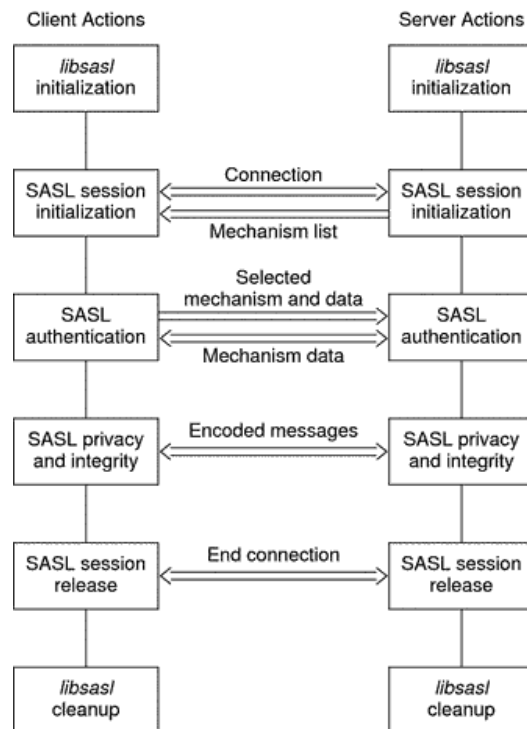 Client Actions
Server Actions
libsasl
initialization
libsasl
initialization
SASL session
initialization
Connection
Mechanism list
SASL session
initialization
SASL
authentication
Selected
mechanism and data
Mechanism data
SASL
authentication
SASL privacy
and integrity
Encoded messages
SASL privacy
and integrity
SASL session
release
End connection
SASL session
release
libsasl
cleanup
libsasl
cleanup